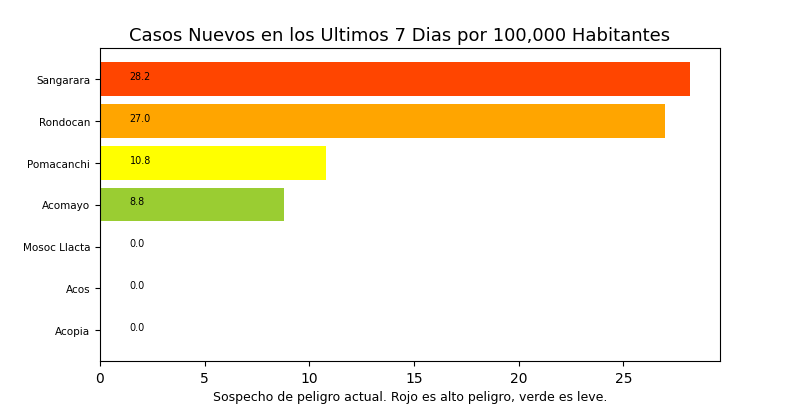 Casos Nuevos en los Ultimos 7 Dias por 100,000 Habitantes
Sangarara 28.2
Rondocan 27.0
Pomacanchi 10.8
Acomayo 8.8
Mosoc Llacta 0.0
Acos 0.0
Acopia 0.0
0 5 10 15 20 25
Sospecho de peligro actual. Rojo es alto peligro, verde es leve.